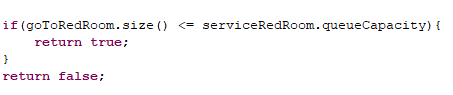 if(goToRedRoom.size() <= serviceRedRoom.queueCapacity){
    return true;
}
return false;